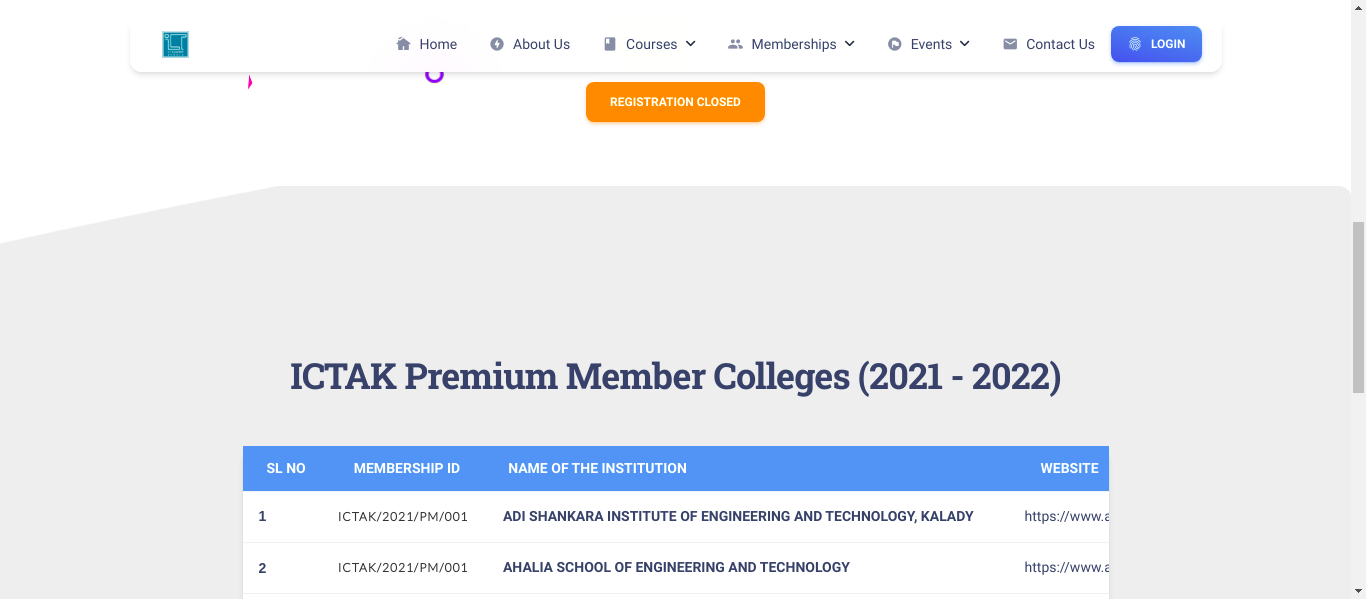 Home About Us Courses Memberships Events Contact Us LOGIN
REGISTRATION CLOSED
ICTAK Premium Member Colleges (2021 - 2022)
SL NO MEMBERSHIP ID NAME OF THE INSTITUTION WEBSITE
1 ICTAK/2021/PM/001 ADI SHANKARA INSTITUTE OF ENGINEERING AND TECHNOLOGY, KALADY https://www.a
2 ICTAK/2021/PM/001 AHALIA SCHOOL OF ENGINEERING AND TECHNOLOGY https://www.a